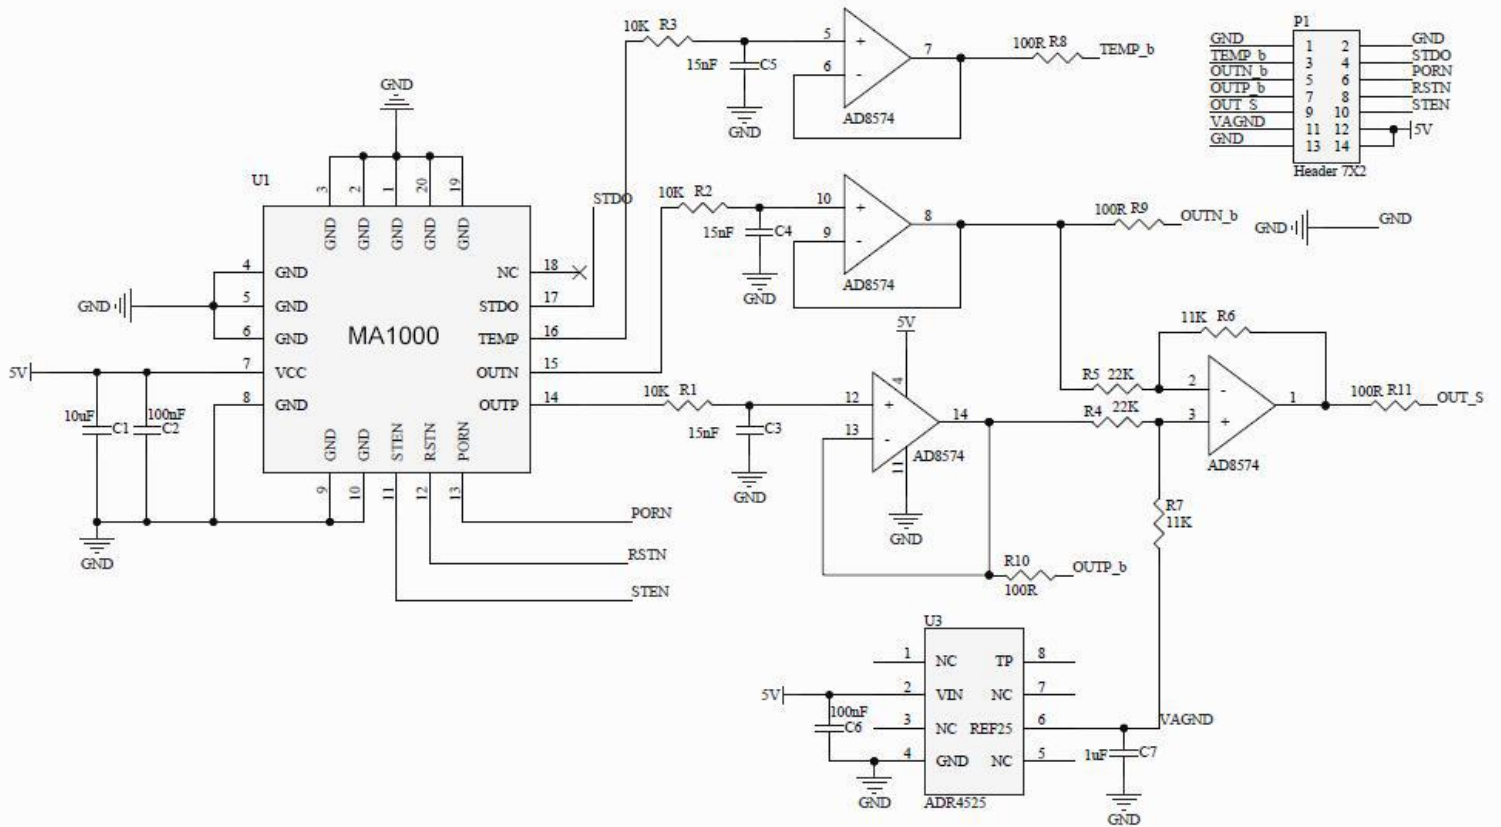 10K R3
15nF C5
GND
5
6
+
-
7
AD8574
100R R8
TEMP_b
P1
GND 1 2 GND
TEMP_b 3 4 STDO
OUTN_b 5 6 PORN
OUTP_b 7 8 RSTN
OUT_S 9 10 STEN
VAGND 11 12 5V
GND 13 14
Header 7X2
GND
U1
3 2 1 20 19
GND GND GND GND GND
4 GND
5 GND
6 GND
7 VCC
8 GND
GND
5V
MA1000
NC 18
STDO 17
TEMP 16
OUTN 15
OUTP 14
STDO
GND GND STEN RSTN PORN
9 10 11 12 13
10uF C1
100nF C2
GND
PORN
RSTN
STEN
10K R2
15nF C4
GND
10
9
+
-
8
AD8574
100R R9
OUTN_b
GND GND
10K R1
15nF C3
GND
5V
4
12
13
+
-
14
11
AD8574
GND
R10
100R
OUTP_b
11K R6
R5 22K
R4 22K
2
3
-
+
1
AD8574
100R R11
OUT_S
R7
11K
U3
1 NC TP 8
2 VIN NC 7
3 NC REF25 6
4 GND NC 5
ADR4525
5V
100nF
C6
GND
VAGND
1uF C7
GND